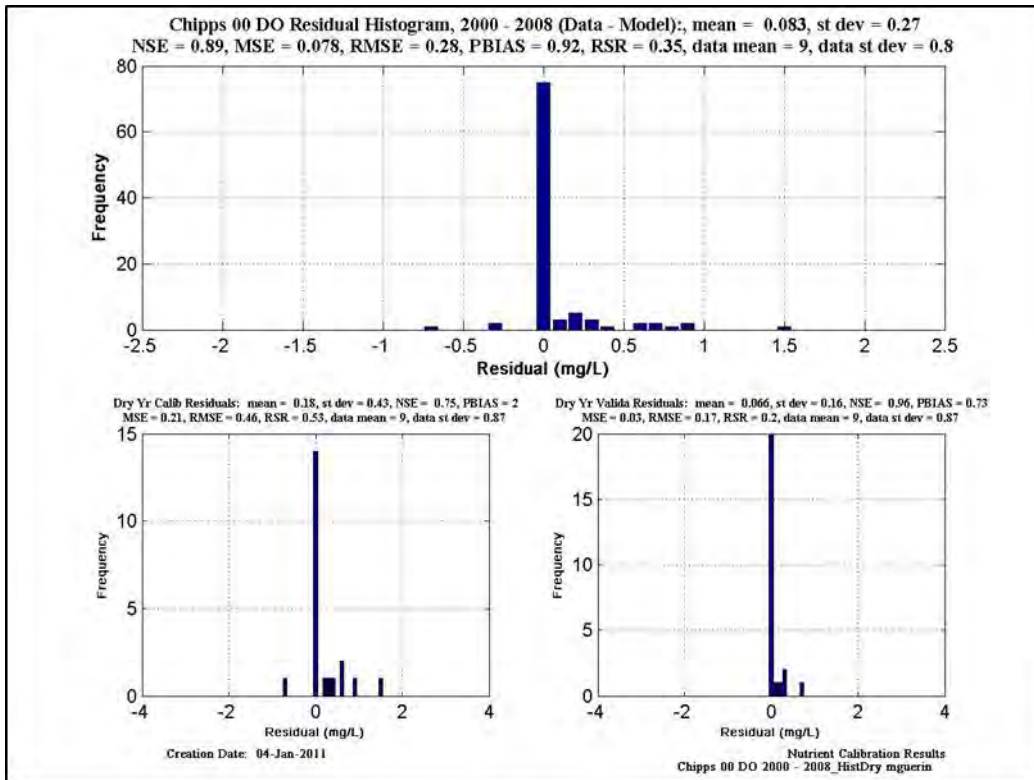 Chipps 00 DO Residual Histogram, 2000 - 2008 (Data - Model):, mean = 0.083, st dev = 0.27
NSE = 0.89, MSE = 0.078, RMSE = 0.28, PBIAS = 0.92, RSR = 0.35, data mean = 9, data st dev = 0.8
80
60
40
20
0
Frequency
-2.5 -2 -1.5 -1 -0.5 0 0.5 1 1.5 2 2.5
Residual (mg/L)
Dry Yr Calib Residuals: mean = 0.18, st dev = 0.43, NSE = 0.75, PBIAS = 2
MSE = 0.21, RMSE = 0.46, RSR = 0.53, data mean = 9, data st dev = 0.87
15
10
5
0
Frequency
-4 -2 0 2 4
Residual (mg/L)
Dry Yr Valida Residuals: mean = 0.066, st dev = 0.16, NSE = 0.96, PBIAS = 0.73
MSE = 0.03, RMSE = 0.17, RSR = 0.2, data mean = 9, data st dev = 0.87
20
15
10
5
0
Frequency
-4 -2 0 2 4
Residual (mg/L)
Creation Date: 04-Jan-2011
Nutrient Calibration Results
Chipps 00 DO 2000 - 2008_HistDry mguerin